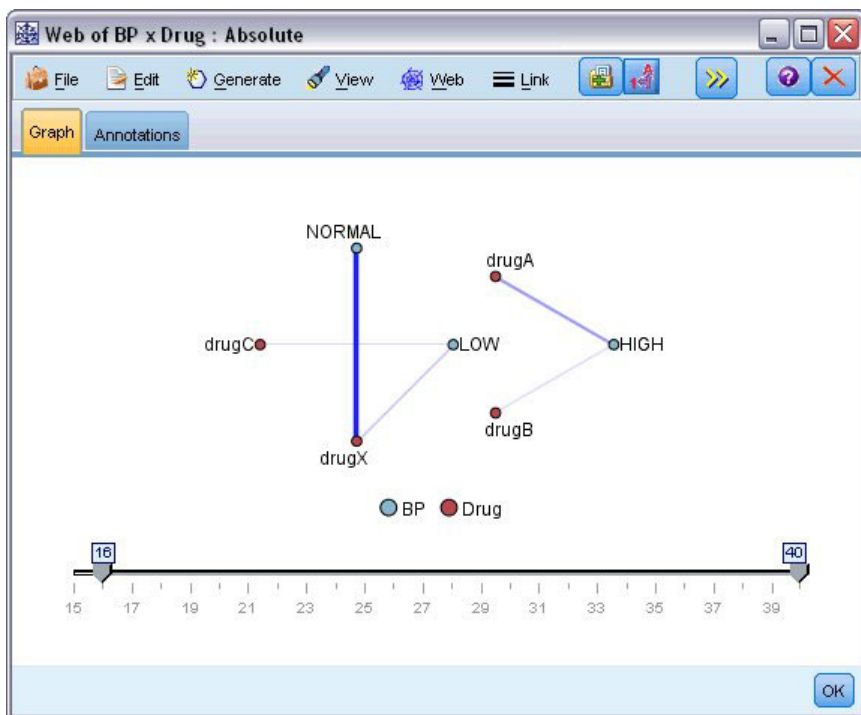 Web of BP x Drug : Absolute
File Edit Generate View Web Link
Graph Annotations
NORMAL
drugA
drugC LOW HIGH
drugB
drugX
BP Drug
16 40
15 17 19 21 23 25 27 29 31 33 35 37 39
OK